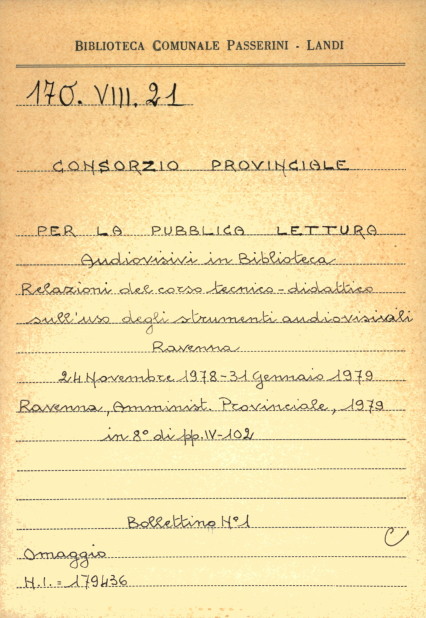 BIBLIOTECA COMUNALE PASSERINI - LANDI
170. VIII. 21
CONSORZIO PROVINCIALE
PER LA PUBBLICA LETTURA
Audiovisivi in Biblioteca
Relazioni del corso tecnico-didattico
sull'uso degli strumenti audiovisivali
Ravenna
24 Novembre 1978-31 Gennaio 1979
Ravenna, Amminist. Provinciale, 1979
in 8° di pp. IV-102
Bollettino N°1
C
Omaggio
N.I. = 179436